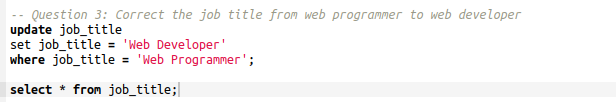 -- Question 3: Correct the job title from web programmer to web developer
update job_title
set job_title = 'Web Developer'
where job_title = 'Web Programmer';
select * from job_title;